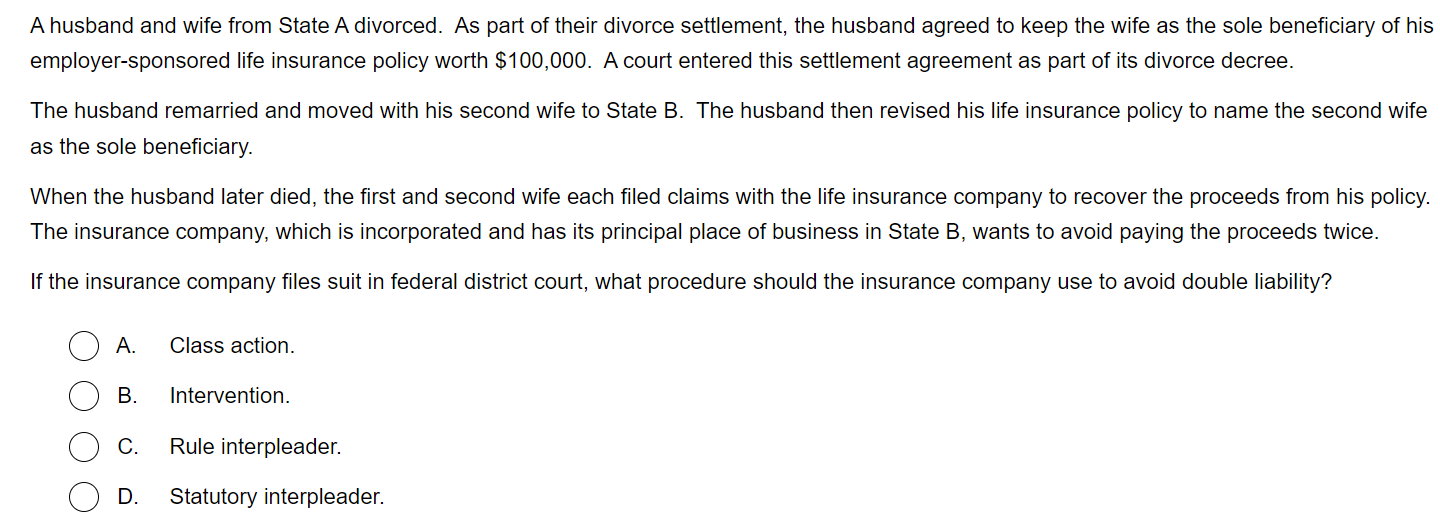 A husband and wife from State A divorced.  As part of their divorce settlement, the husband agreed to keep the wife as the sole beneficiary of his
employer-sponsored life insurance policy worth $100,000.  A court entered this settlement agreement as part of its divorce decree.
The husband remarried and moved with his second wife to State B.  The husband then revised his life insurance policy to name the second wife
as the sole beneficiary.
When the husband later died, the first and second wife each filed claims with the life insurance company to recover the proceeds from his policy.
The insurance company, which is incorporated and has its principal place of business in State B, wants to avoid paying the proceeds twice.
If the insurance company files suit in federal district court, what procedure should the insurance company use to avoid double liability?
A. Class action.
B. Intervention.
C. Rule interpleader.
D. Statutory interpleader.